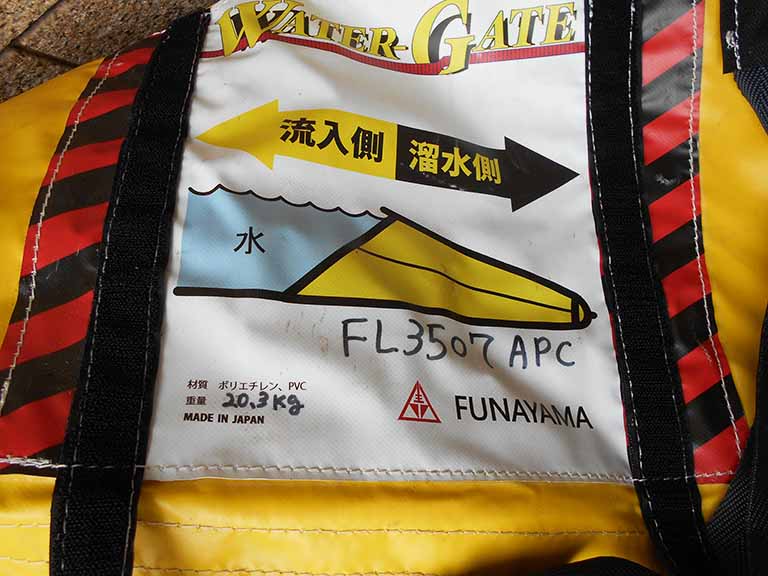 WATER-GATE
流入側 溜水側
水
FL3507 APC
材質 ポリエチレン、PVC
重量 20.3kg
MADE IN JAPAN
FUNAYAMA